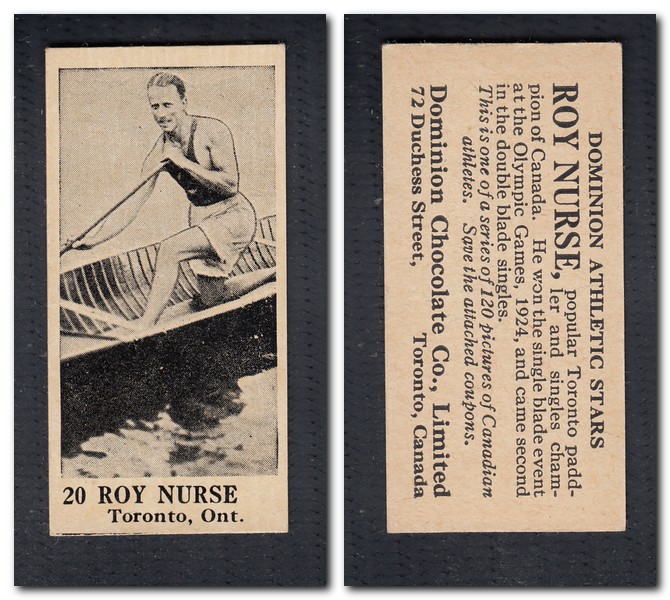 20 ROY NURSE
Toronto, Ont.
DOMINION ATHLETIC STARS
ROY NURSE, popular Toronto padd-
ler and singles cham-
pion of Canada. He won the single blade event
at the Olympic Games, 1924, and came second
in the double blade singles.
This is one of a series of 120 pictures of Canadian
athletes. Save the attached coupons.
Dominion Chocolate Co., Limited
72 Duchess Street, Toronto, Canada